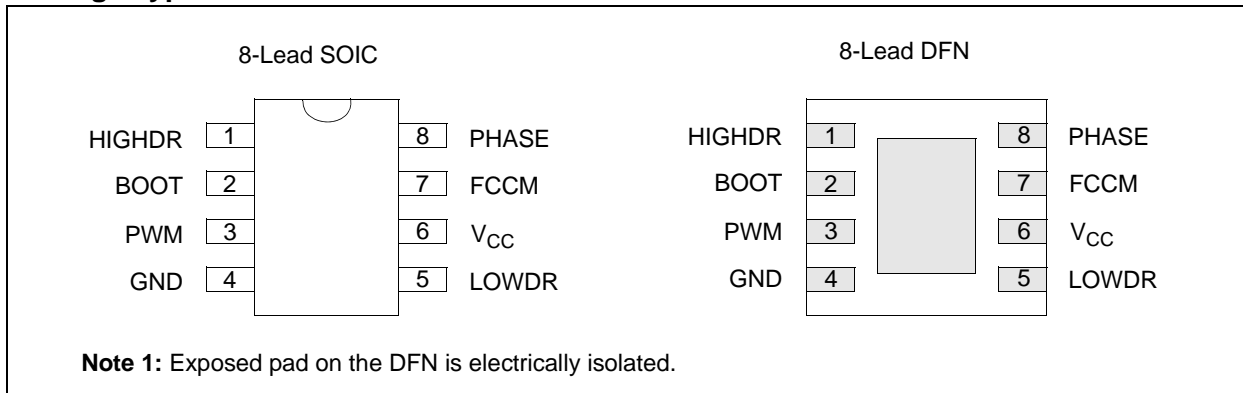 8-Lead SOIC
HIGHDR 1
BOOT 2
PWM 3
GND 4
8 PHASE
7 FCCM
6 VCC
5 LOWDR
8-Lead DFN
HIGHDR 1
BOOT 2
PWM 3
GND 4
8 PHASE
7 FCCM
6 VCC
5 LOWDR
Note 1: Exposed pad on the DFN is electrically isolated.